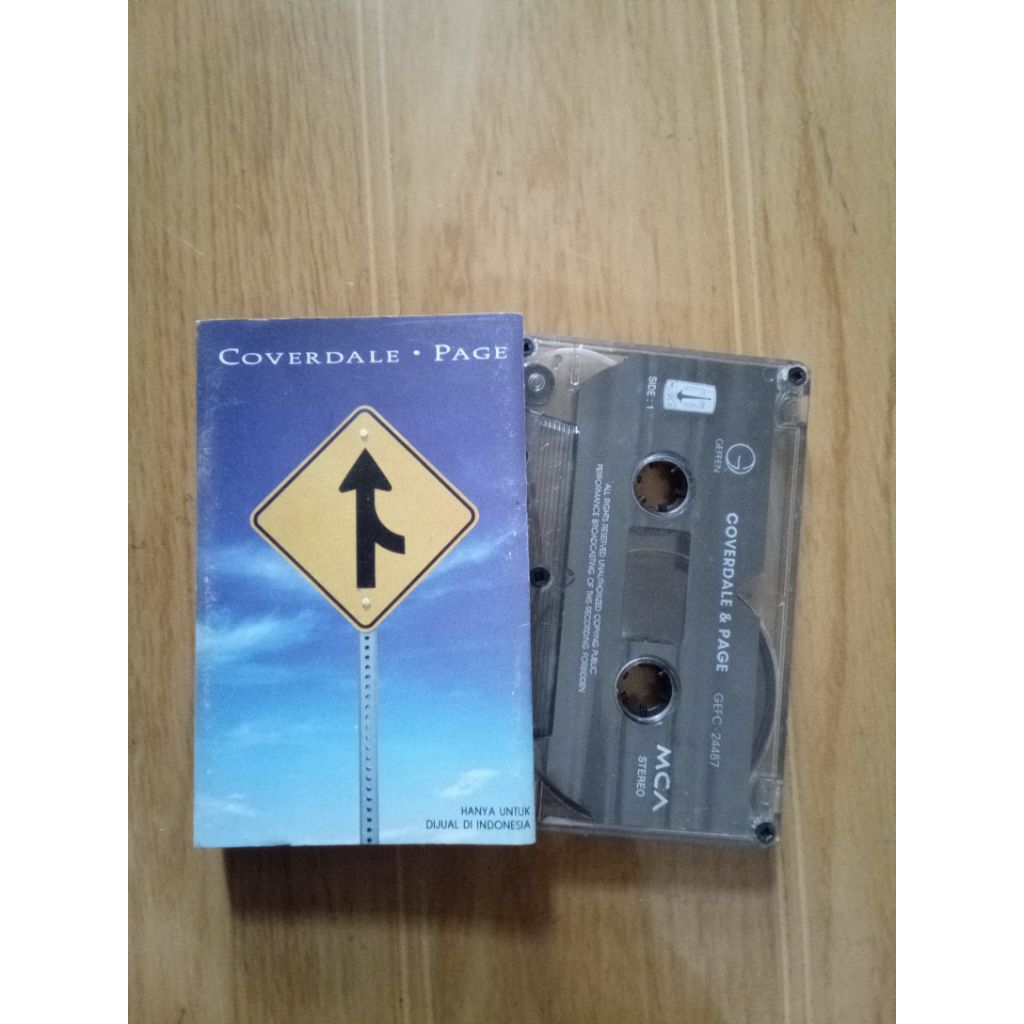 COVERDALE • PAGE
HANYA UNTUK
DIJUAL DI INDONESIA
SIDE : 1
GEFFEN
COVERDALE & PAGE
GEFC - 24487
ALL RIGHTS RESERVED UNAUTHORIZED COPYING PUBLIC
PERFORMANCE BROADCASTING OF THIS RECORDING FORBIDDEN
MCA
STEREO